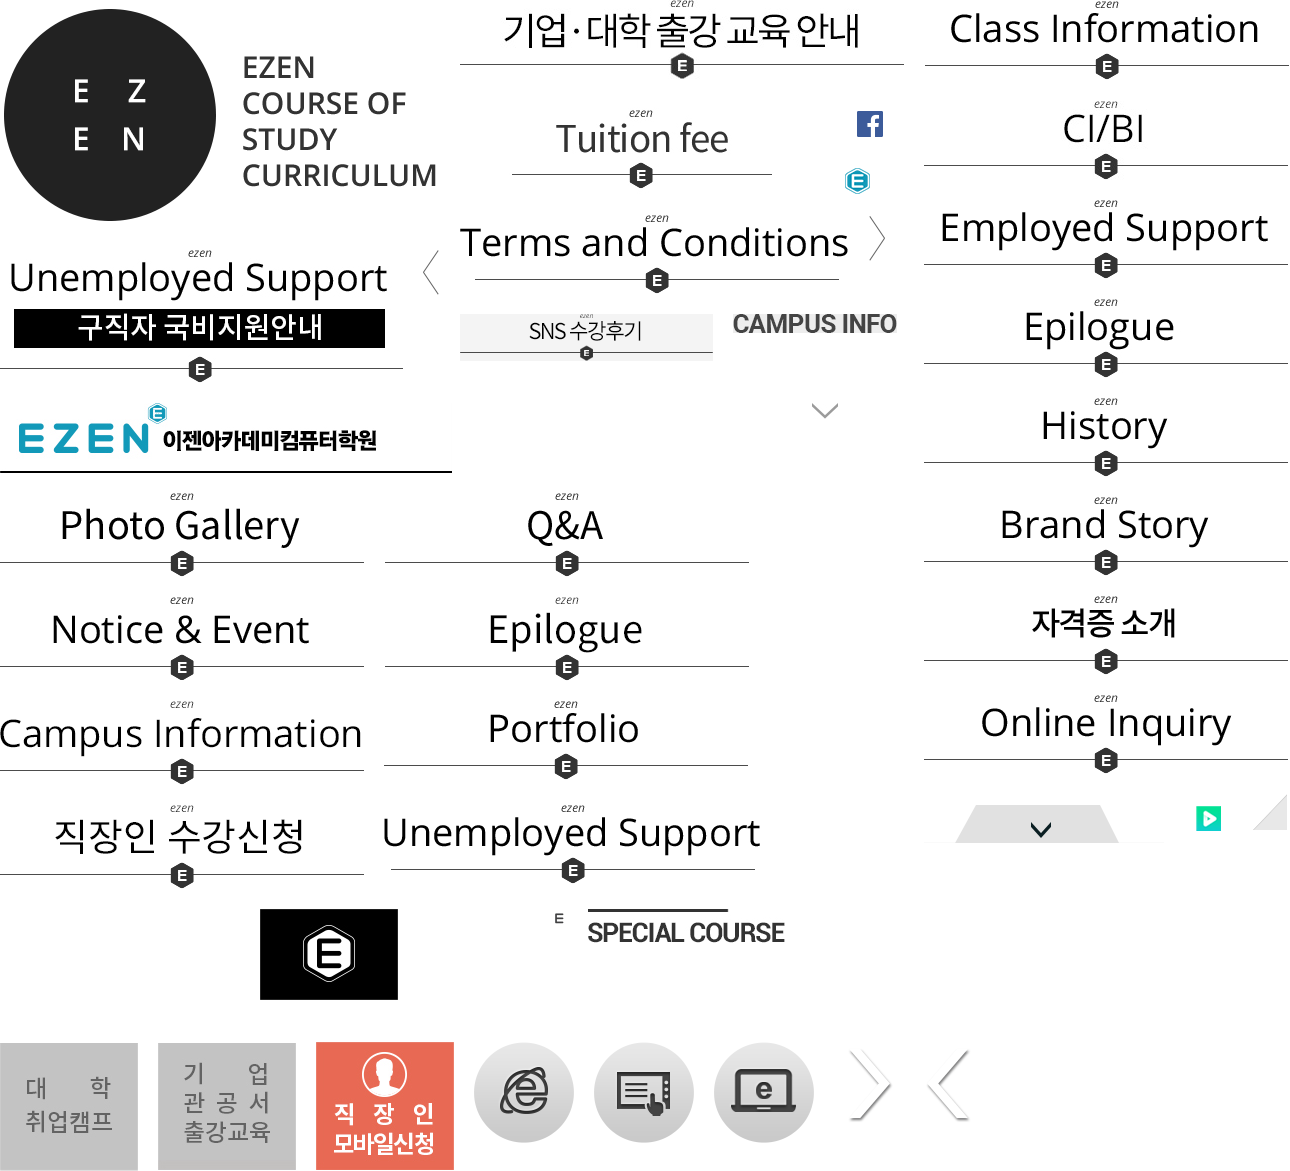 E Z
E N
EZEN
COURSE OF
STUDY
CURRICULUM
ezen
Unemployed Support
구직자 국비지원안내
E
EZEN E 이젠아카데미컴퓨터학원
ezen
Photo Gallery
E
ezen
Notice & Event
E
ezen
Campus Information
E
ezen
직장인 수강신청
E
E
ezen
기업·대학 출강 교육 안내
E
ezen
Tuition fee
E
f
E
ezen
Terms and Conditions
E
ezen
SNS 수강후기
E
CAMPUS INFO
ezen
Q&A
E
ezen
Epilogue
E
ezen
Portfolio
E
ezen
Unemployed Support
E
E
SPECIAL COURSE
ezen
Class Information
E
ezen
CI/BI
E
ezen
Employed Support
E
ezen
Epilogue
E
ezen
History
E
ezen
Brand Story
E
ezen
자격증 소개
E
ezen
Online Inquiry
E
대 학
취업캠프
기 업
관 공 서
출강교육
직 장 인
모바일신청
e
e